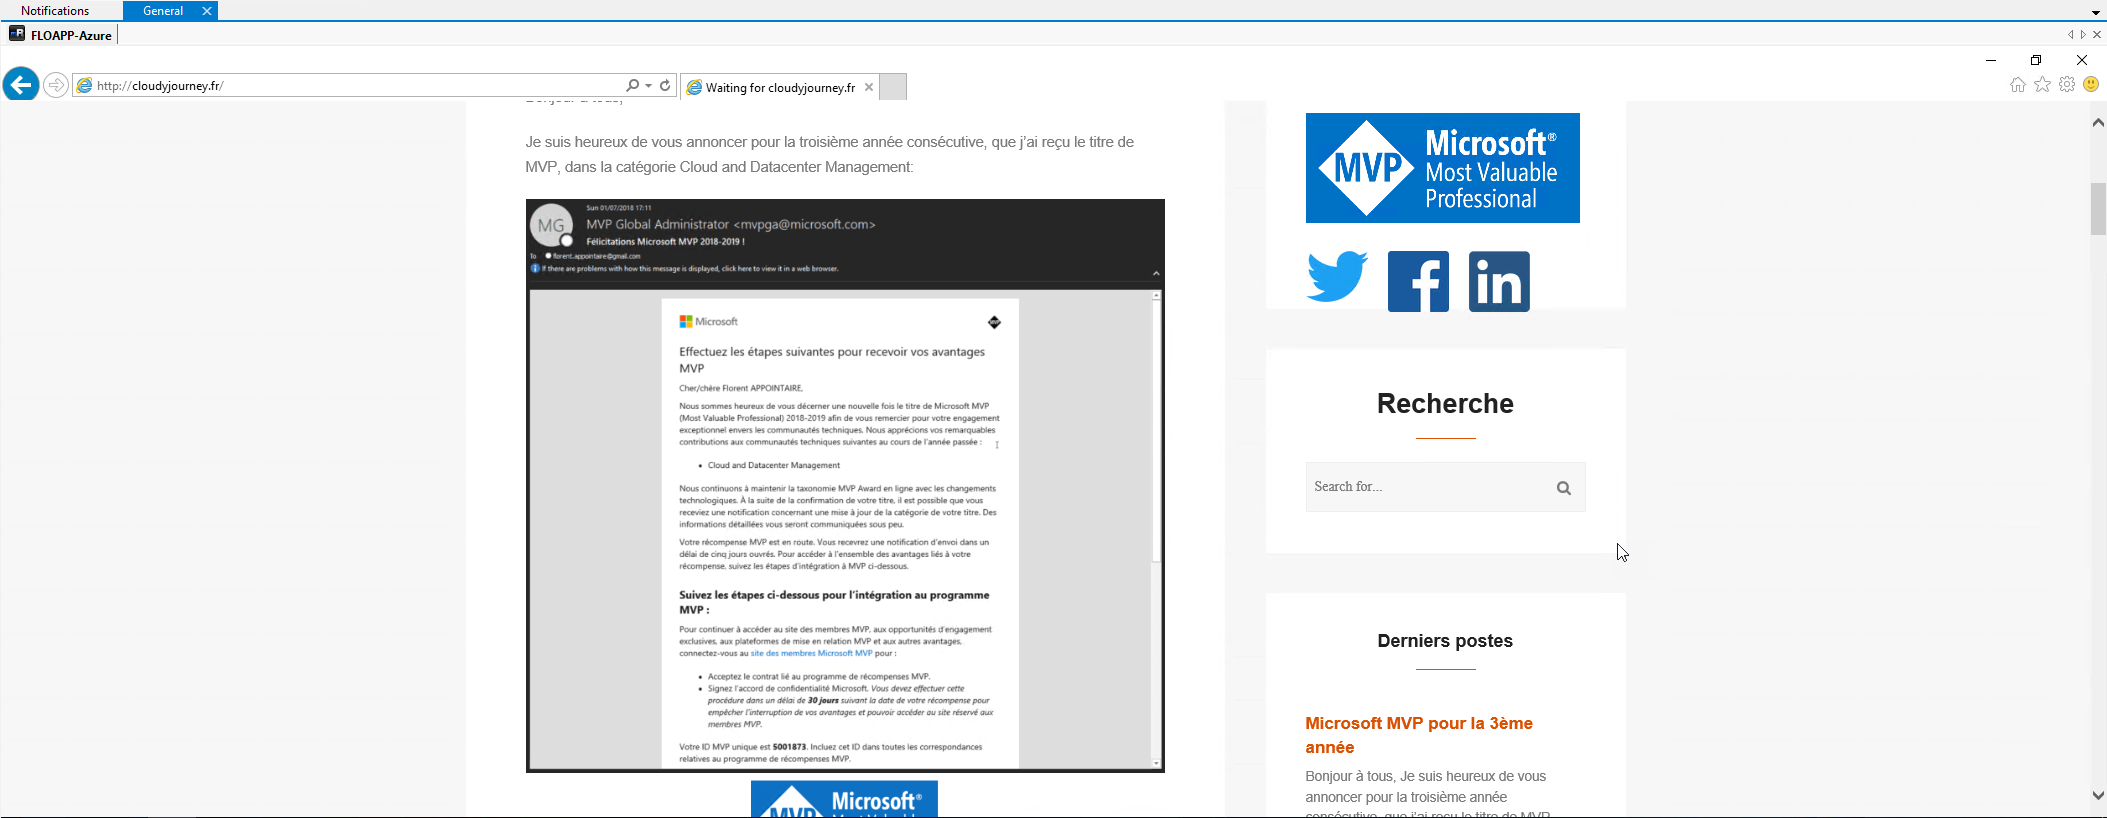 Notifications
General
FLOAPP-Azure
http://cloudyjourney.fr/
Waiting for cloudyjourney.fr
Bonjour à tous,
Je suis heureux de vous annoncer pour la troisième année consécutive, que j'ai reçu le titre de
MVP, dans la catégorie Cloud and Datacenter Management:
Sun 01/07/2018 17:11
MG
MVP Global Administrator <mvpga@microsoft.com>
Félicitations Microsoft MVP 2018-2019 !
To
florent.appointaire@gmail.com
If there are problems with how this message is displayed, click here to view it in a web browser.
Microsoft
Effectuez les étapes suivantes pour recevoir vos avantages
MVP
Cher/chère Florent APPOINTAIRE,
Nous sommes heureux de vous décerner une nouvelle fois le titre de Microsoft MVP
(Most Valuable Professional) 2018-2019 afin de vous remercier pour votre engagement
exceptionnel envers les communautés techniques. Nous apprécions vos remarquables
contributions aux communautés techniques suivantes au cours de l'année passée :
• Cloud and Datacenter Management
Nous continuons à maintenir la taxonomie MVP Award en ligne avec les changements
technologiques. À la suite de la confirmation de votre titre, il est possible que vous
receviez une notification concernant une mise à jour de la catégorie de votre titre. Des
informations détaillées vous seront communiquées sous peu.
Votre récompense MVP est en route. Vous recevrez une notification d'envoi dans un
délai de cinq jours ouvrés. Pour accéder à l'ensemble des avantages liés à votre
récompense, suivez les étapes d'intégration à MVP ci-dessous.
Suivez les étapes ci-dessous pour l'intégration au programme
MVP :
Pour continuer à accéder au site des membres MVP, aux opportunités d'engagement
exclusives, aux plateformes de mise en relation MVP et aux autres avantages,
connectez-vous au site des membres Microsoft MVP pour :
• Acceptez le contrat lié au programme de récompenses MVP.
• Signez l'accord de confidentialité Microsoft. Vous devez effectuer cette
procédure dans un délai de 30 jours suivant la date de votre récompense pour
empêcher l'interruption de vos avantages et pouvoir accéder au site réservé aux
membres MVP.
Votre ID MVP unique est 5001873. Incluez cet ID dans toutes les correspondances
relatives au programme de récompenses MVP.
MVP
Microsoft®
Most Valuable
MVP
Microsoft®
Most Valuable
Professional
in
Recherche
Search for...
Derniers postes
Microsoft MVP pour la 3ème
année
Bonjour à tous, Je suis heureux de vous
annoncer pour la troisième année
consécutive, que j'ai reçu le titre de MVP